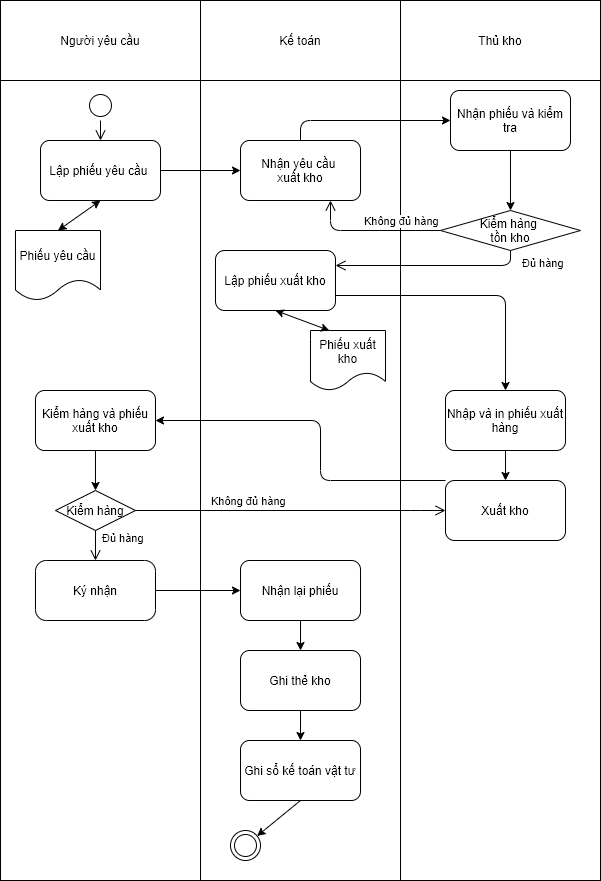 Người yêu cầu
Kế toán
Thủ kho
Nhận phiếu và kiểm
tra
Lập phiếu yêu cầu
Nhận yêu cầu
xuất kho
Không đủ hàng
Kiểm hàng
tồn kho
Phiếu yêu cầu
Đủ hàng
Lập phiếu xuất kho
Phiếu xuất
kho
Kiểm hàng và phiếu
xuất kho
Nhập và in phiếu xuất
hàng
Kiểm hàng
Không đủ hàng
Xuất kho
Đủ hàng
Ký nhận
Nhận lại phiếu
Ghi thẻ kho
Ghi sổ kế toán vật tư